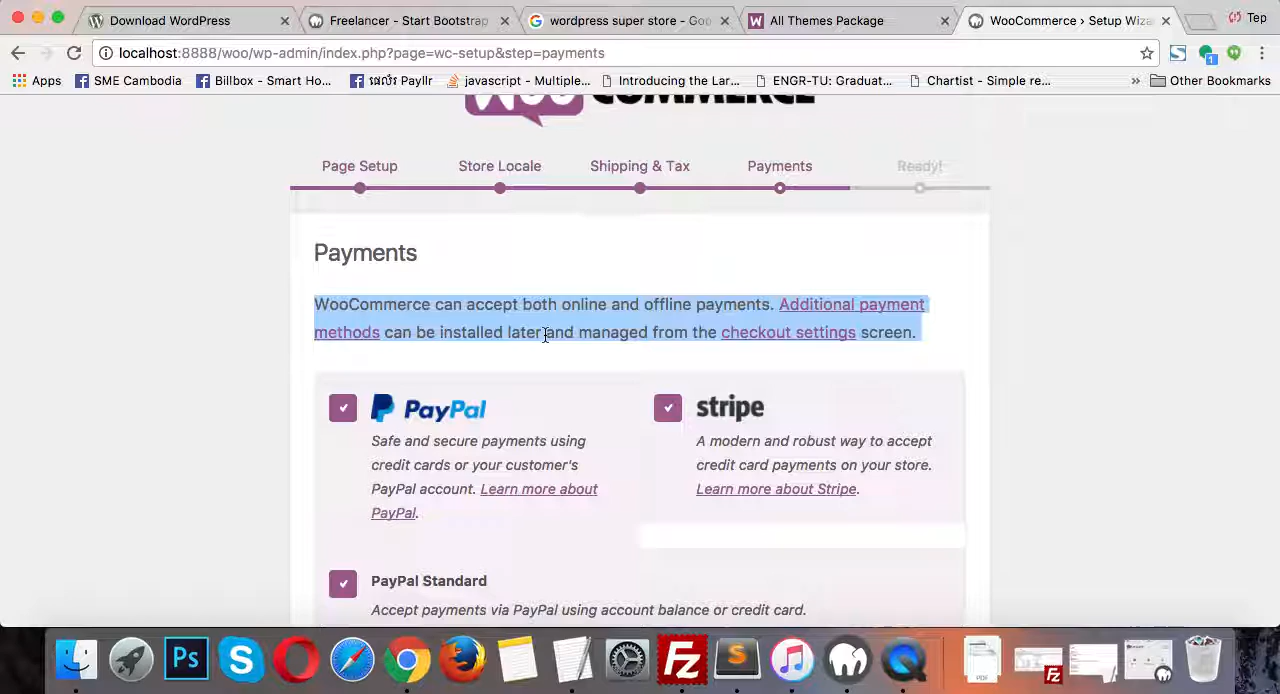 Download WordPress
Freelancer - Start Bootstrap
wordpress super store - Goo
All Themes Package
WooCommerce › Setup Wiza
Tep
localhost:8888/woo/wp-admin/index.php?page=wc-setup&step=payments
Apps
SME Cambodia
Billbox - Smart Ho...
javascript - Multiple...
Introducing the Lar...
ENGR-TU: Graduat...
Chartist - Simple re...
»
Other Bookmarks
WOO COMMERCE
Page Setup
Store Locale
Shipping & Tax
Payments
Ready!
Payments
WooCommerce can accept both online and offline payments. Additional payment
methods can be installed later and managed from the checkout settings screen.
PayPal
Safe and secure payments using
credit cards or your customer's
PayPal account. Learn more about
PayPal.
stripe
A modern and robust way to accept
credit card payments on your store.
Learn more about Stripe.
PayPal Standard
Accept payments via PayPal using account balance or credit card.
Ps
S
Fz
S
PDF
Fz